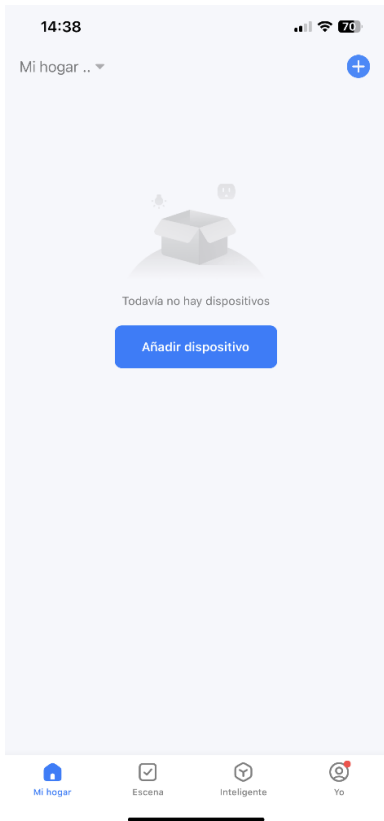 14:38
70
Mi hogar ..
Todavía no hay dispositivos
Añadir dispositivo
Mi hogar
Escena
Inteligente
Yo